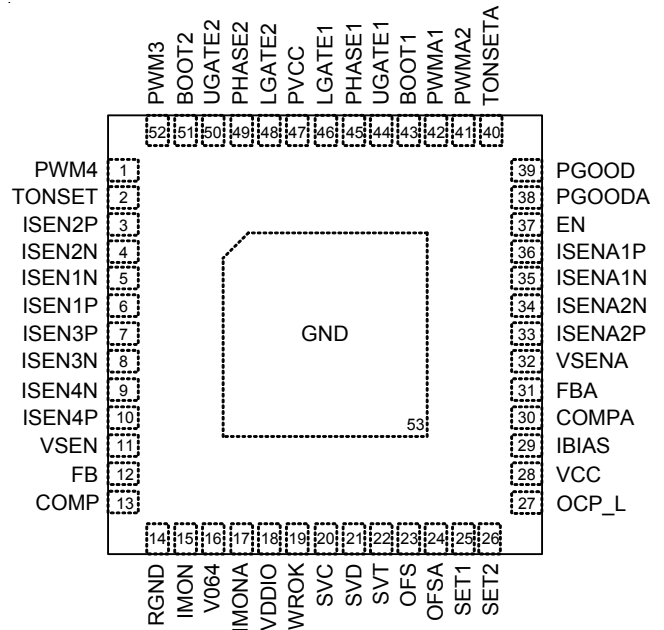 PWM3 BOOT2 UGATE2 PHASE2 LGATE2 PVCC LGATE1 PHASE1 UGATE1 BOOT1 PWMA1 PWMA2 TONSETA
52 51 50 49 48 47 46 45 44 43 42 41 40
PWM4 1
TONSET 2
ISEN2P 3
ISEN2N 4
ISEN1N 5
ISEN1P 6
ISEN3P 7
ISEN3N 8
ISEN4N 9
ISEN4P 10
VSEN 11
FB 12
COMP 13
GND
53
39 PGOOD
38 PGOODA
37 EN
36 ISENA1P
35 ISENA1N
34 ISENA2N
33 ISENA2P
32 VSENA
31 FBA
30 COMPA
29 IBIAS
28 VCC
27 OCP_L
14 15 16 17 18 19 20 21 22 23 24 25 26
RGND IMON V064 IMONA VDDIO WROK SVC SVD SVT OFS OFSA SET1 SET2